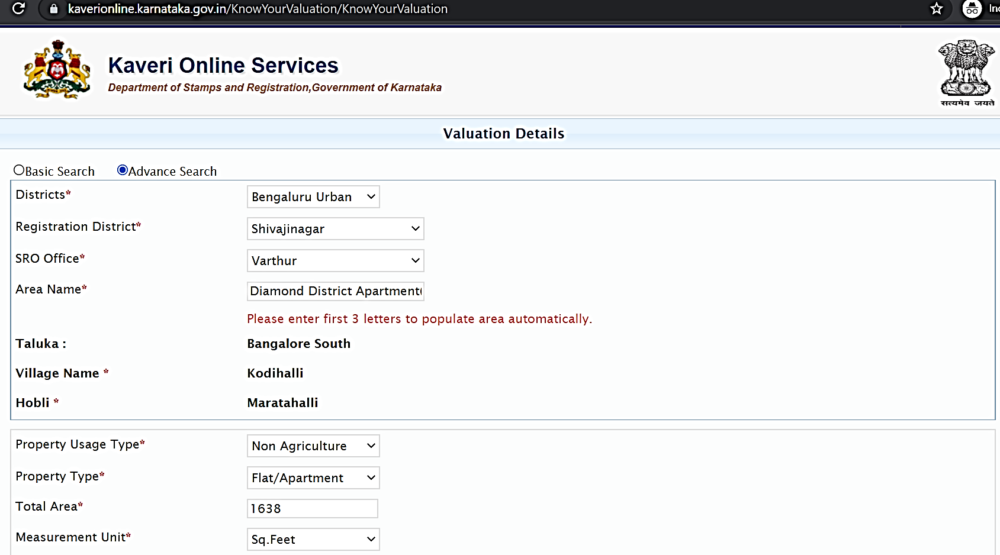 kaverionline.karnataka.gov.in/KnowYourValuation/KnowYourValuation
Kaveri Online Services
Department of Stamps and Registration,Government of Karnataka
सत्यमेव जयते
Valuation Details
Basic Search Advance Search
Districts* Bengaluru Urban
Registration District* Shivajinagar
SRO Office* Varthur
Area Name* Diamond District Apartment(
Please enter first 3 letters to populate area automatically.
Taluka : Bangalore South
Village Name * Kodihalli
Hobli * Maratahalli
Property Usage Type* Non Agriculture
Property Type* Flat/Apartment
Total Area* 1638
Measurement Unit* Sq.Feet